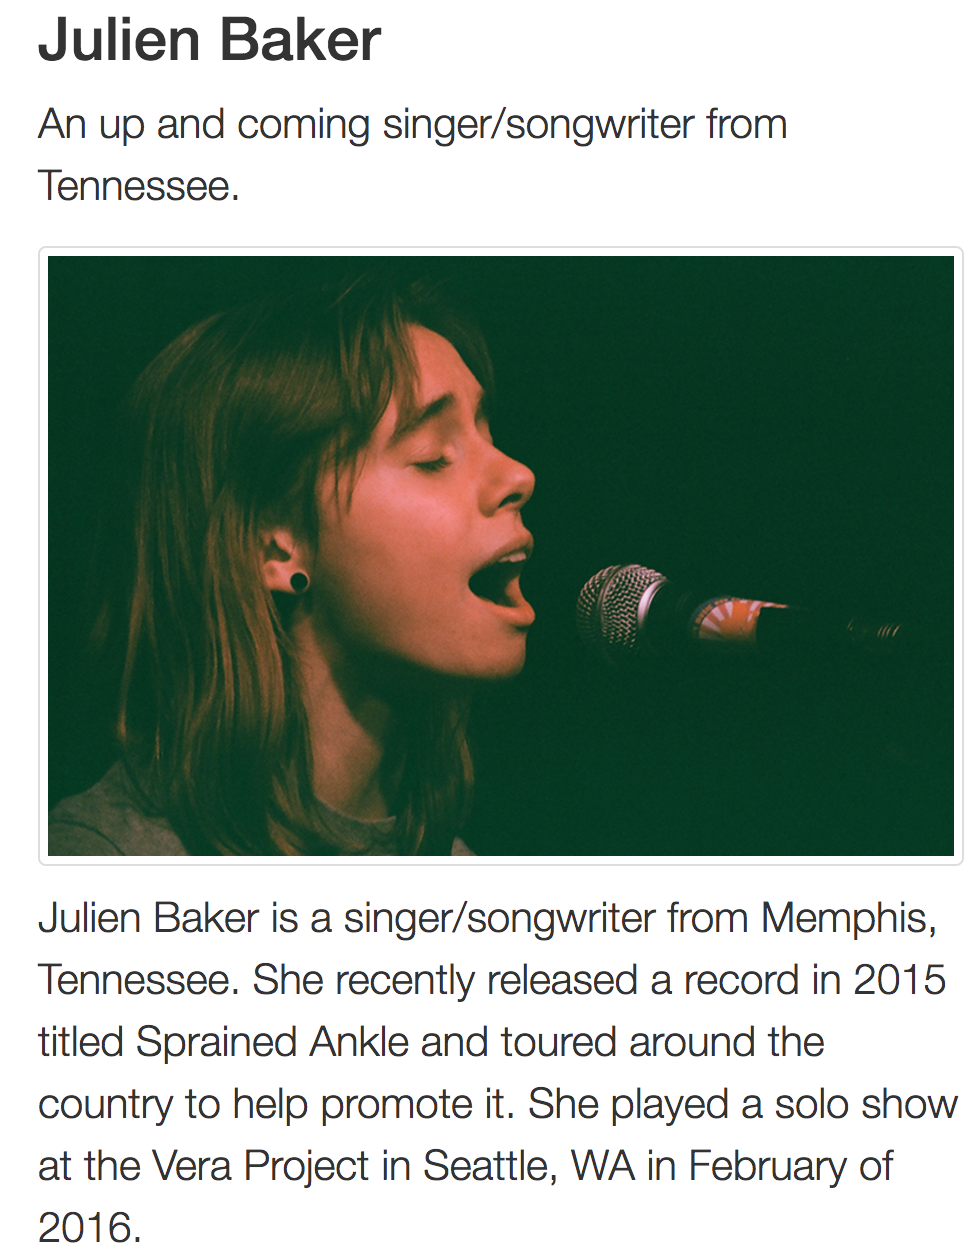 Julien Baker
An up and coming singer/songwriter from
Tennessee.
Julien Baker is a singer/songwriter from Memphis,
Tennessee. She recently released a record in 2015
titled Sprained Ankle and toured around the
country to help promote it. She played a solo show
at the Vera Project in Seattle, WA in February of
2016.